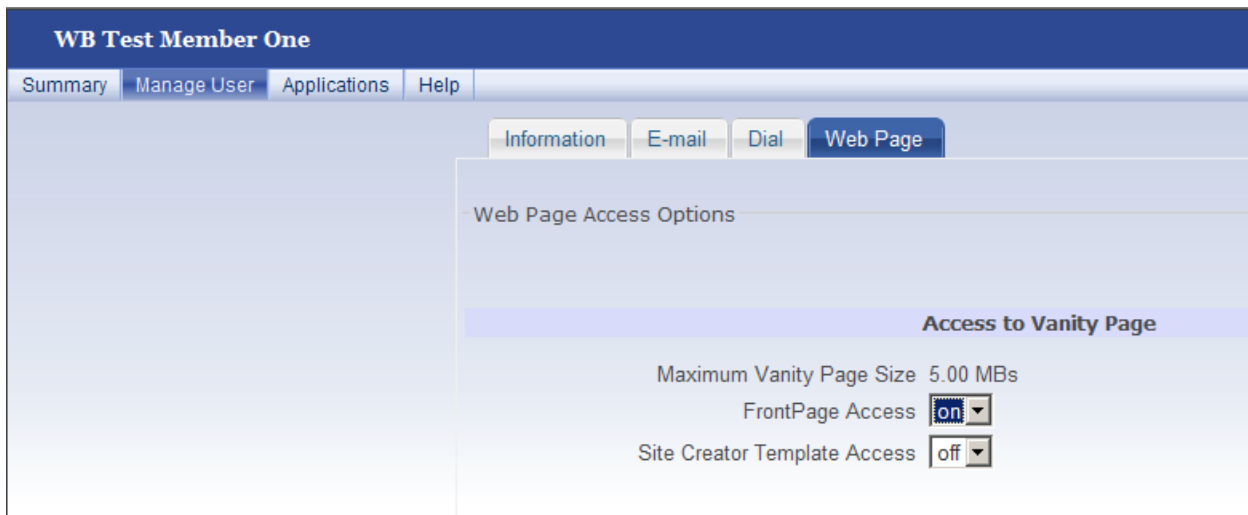 WB Test Member One
Summary Manage User Applications Help
Information E-mail Dial Web Page
Web Page Access Options
Access to Vanity Page
Maximum Vanity Page Size 5.00 MBs
FrontPage Access on
Site Creator Template Access off